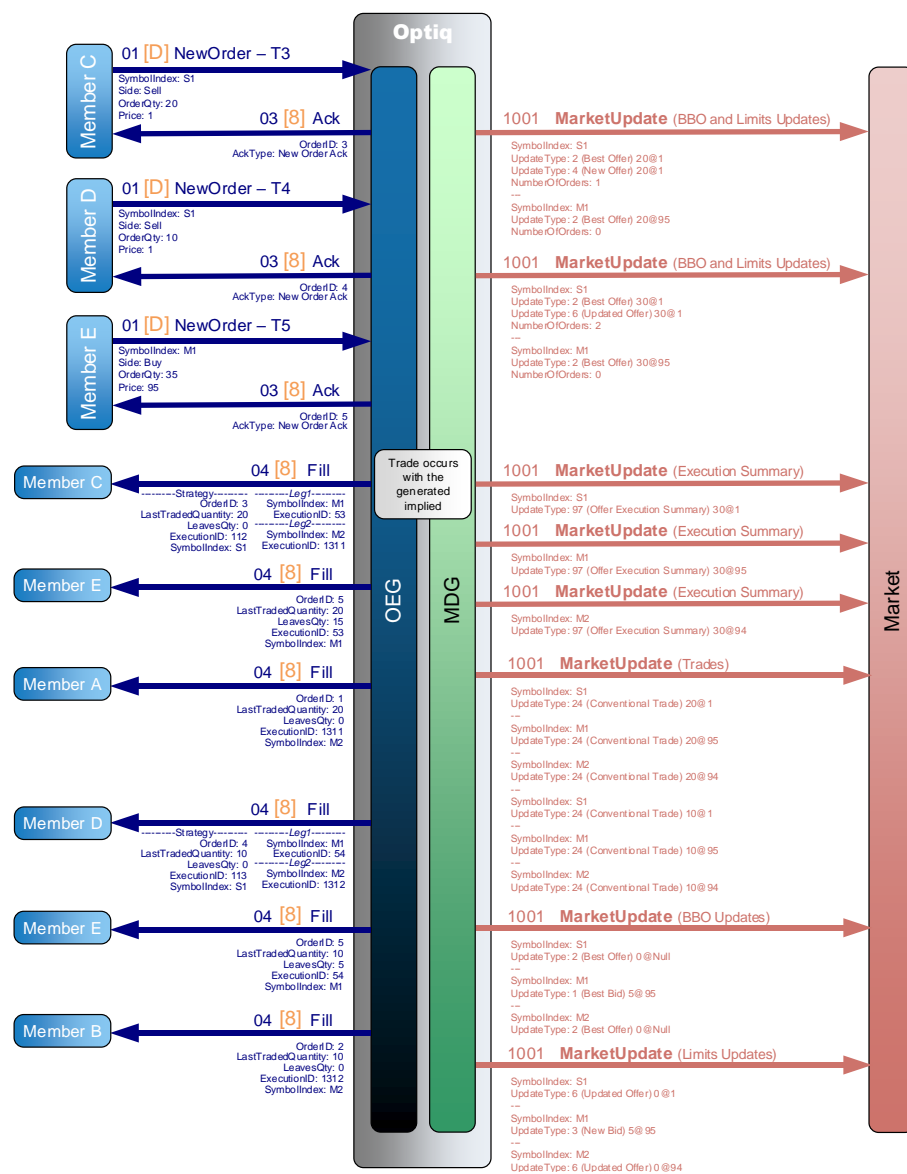 Optiq
Member C
01 [D] NewOrder – T3
SymbolIndex: S1
Side: Sell
OrderQty: 20
Price: 1
03 [8] Ack
OrderID: 3
AckType: New Order Ack
1001 MarketUpdate (BBO and Limits Updates)
SymbolIndex: S1
UpdateType: 2 (Best Offer) 20@1
UpdateType: 4 (New Offer) 20@1
NumberOfOrders: 1
---
SymbolIndex: M1
UpdateType: 2 (Best Offer) 20@95
NumberOfOrders: 0
Member D
01 [D] NewOrder – T4
SymbolIndex: S1
Side: Sell
OrderQty: 10
Price: 1
03 [8] Ack
OrderID: 4
AckType: New Order Ack
1001 MarketUpdate (BBO and Limits Updates)
SymbolIndex: S1
UpdateType: 2 (Best Offer) 30@1
UpdateType: 6 (Updated Offer) 30@1
NumberOfOrders: 2
---
SymbolIndex: M1
UpdateType: 2 (Best Offer) 30@95
NumberOfOrders: 0
Member E
01 [D] NewOrder – T5
SymbolIndex: M1
Side: Buy
OrderQty: 35
Price: 95
03 [8] Ack
OrderID: 5
AckType: New Order Ack
OEG
MDG
Market
Trade occurs
with the
generated
implied
Member C
04 [8] Fill
----------Strategy---------- ----------Leg1----------
OrderID: 3 SymbolIndex: M1
LastTradedQuantity: 20 ExecutionID: 53
LeavesQty: 0 ----------Leg2----------
ExecutionID: 112 SymbolIndex: M2
SymbolIndex: S1 ExecutionID: 1311
1001 MarketUpdate (Execution Summary)
SymbolIndex: S1
UpdateType: 97 (Offer Execution Summary) 30@1
1001 MarketUpdate (Execution Summary)
SymbolIndex: M1
UpdateType: 97 (Offer Execution Summary) 30@95
Member E
04 [8] Fill
OrderID: 5
LastTradedQuantity: 20
LeavesQty: 15
ExecutionID: 53
SymbolIndex: M1
1001 MarketUpdate (Execution Summary)
SymbolIndex: M2
UpdateType: 97 (Offer Execution Summary) 30@94
Member A
04 [8] Fill
OrderID: 1
LastTradedQuantity: 20
LeavesQty: 0
ExecutionID: 1311
SymbolIndex: M2
1001 MarketUpdate (Trades)
SymbolIndex: S1
UpdateType: 24 (Conventional Trade) 20@1
---
SymbolIndex: M1
UpdateType: 24 (Conventional Trade) 20@95
---
SymbolIndex: M2
UpdateType: 24 (Conventional Trade) 20@94
---
SymbolIndex: S1
UpdateType: 24 (Conventional Trade) 10@1
---
SymbolIndex: M1
UpdateType: 24 (Conventional Trade) 10@95
---
SymbolIndex: M2
UpdateType: 24 (Conventional Trade) 10@94
Member D
04 [8] Fill
----------Strategy---------- ----------Leg1----------
OrderID: 4 SymbolIndex: M1
LastTradedQuantity: 10 ExecutionID: 54
LeavesQty: 0 ----------Leg2----------
ExecutionID: 113 SymbolIndex: M2
SymbolIndex: S1 ExecutionID: 1312
Member E
04 [8] Fill
OrderID: 5
LastTradedQuantity: 10
LeavesQty: 5
ExecutionID: 54
SymbolIndex: M1
1001 MarketUpdate (BBO Updates)
SymbolIndex: S1
UpdateType: 2 (Best Offer) 0@Null
---
SymbolIndex: M1
UpdateType: 1 (Best Bid) 5@95
---
SymbolIndex: M2
UpdateType: 2 (Best Offer) 0@Null
Member B
04 [8] Fill
OrderID: 2
LastTradedQuantity: 10
LeavesQty: 0
ExecutionID: 1312
SymbolIndex: M2
1001 MarketUpdate (Limits Updates)
SymbolIndex: S1
UpdateType: 6 (Updated Offer) 0@1
---
SymbolIndex: M1
UpdateType: 3 (New Bid) 5@95
---
SymbolIndex: M2
UpdateType: 6 (Updated Offer) 0@94